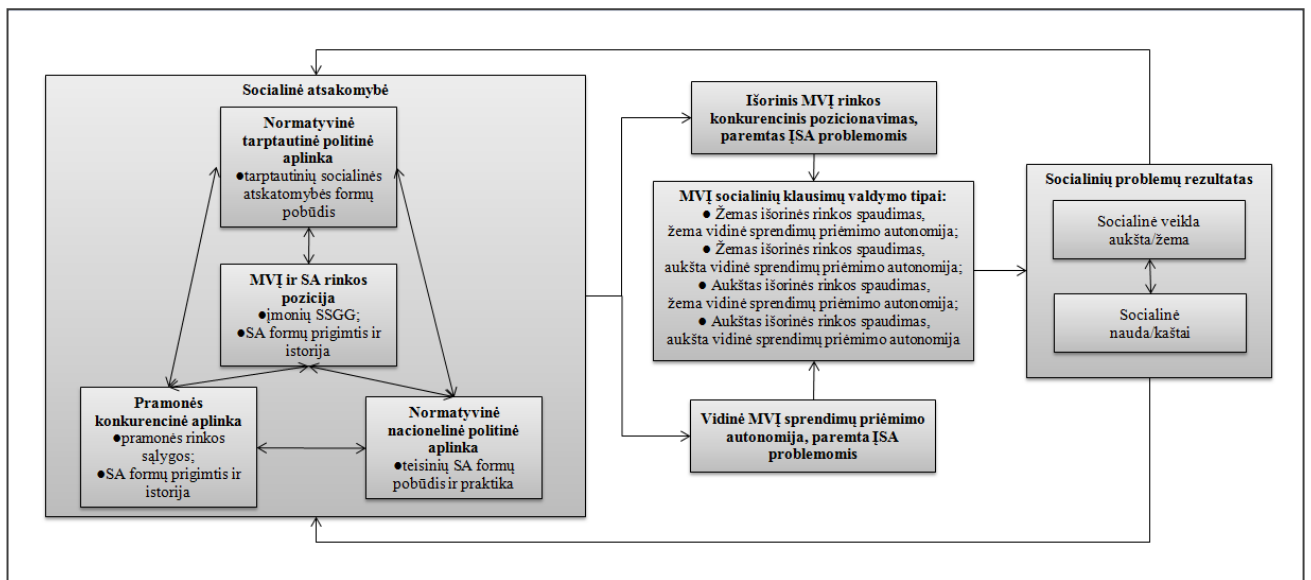 Socialinė atsakomybė
Normatyvinė
tarptautinė politinė
aplinka
●tarptautinių socialinės
atskatomybės formų
pobūdis
MVĮ ir SA rinkos
pozicija
●įmonių SSGG;
●SA formų prigimtis ir
istorija
Pramonės
konkurencinė aplinka
●pramonės rinkos
sąlygos;
●SA formų prigimtis ir
istorija
Normatyvinė
nacionelinė politinė
aplinka
●teisinių SA formų
pobūdis ir praktika
Išorinis MVĮ rinkos
konkurencinis pozicionavimas,
paremtas ĮSA problemomis
MVĮ socialinių klausimų valdymo tipai:
● Žemas išorinės rinkos spaudimas,
žema vidinė sprendimų priėmimo autonomija;
● Žemas išorinės rinkos spaudimas,
aukšta vidinė sprendimų priėmimo autonomija;
● Aukštas išorinės rinkos spaudimas,
žema vidinė sprendimų priėmimo autonomija;
● Aukštas išorinės rinkos spaudimas,
aukšta vidinė sprendimų priėmimo autonomija
Vidinė MVĮ sprendimų priėmimo
autonomija, paremta ĮSA
problemomis
Socialinių problemų rezultatas
Socialinė veikla
aukšta/žema
Socialinė
nauda/kaštai